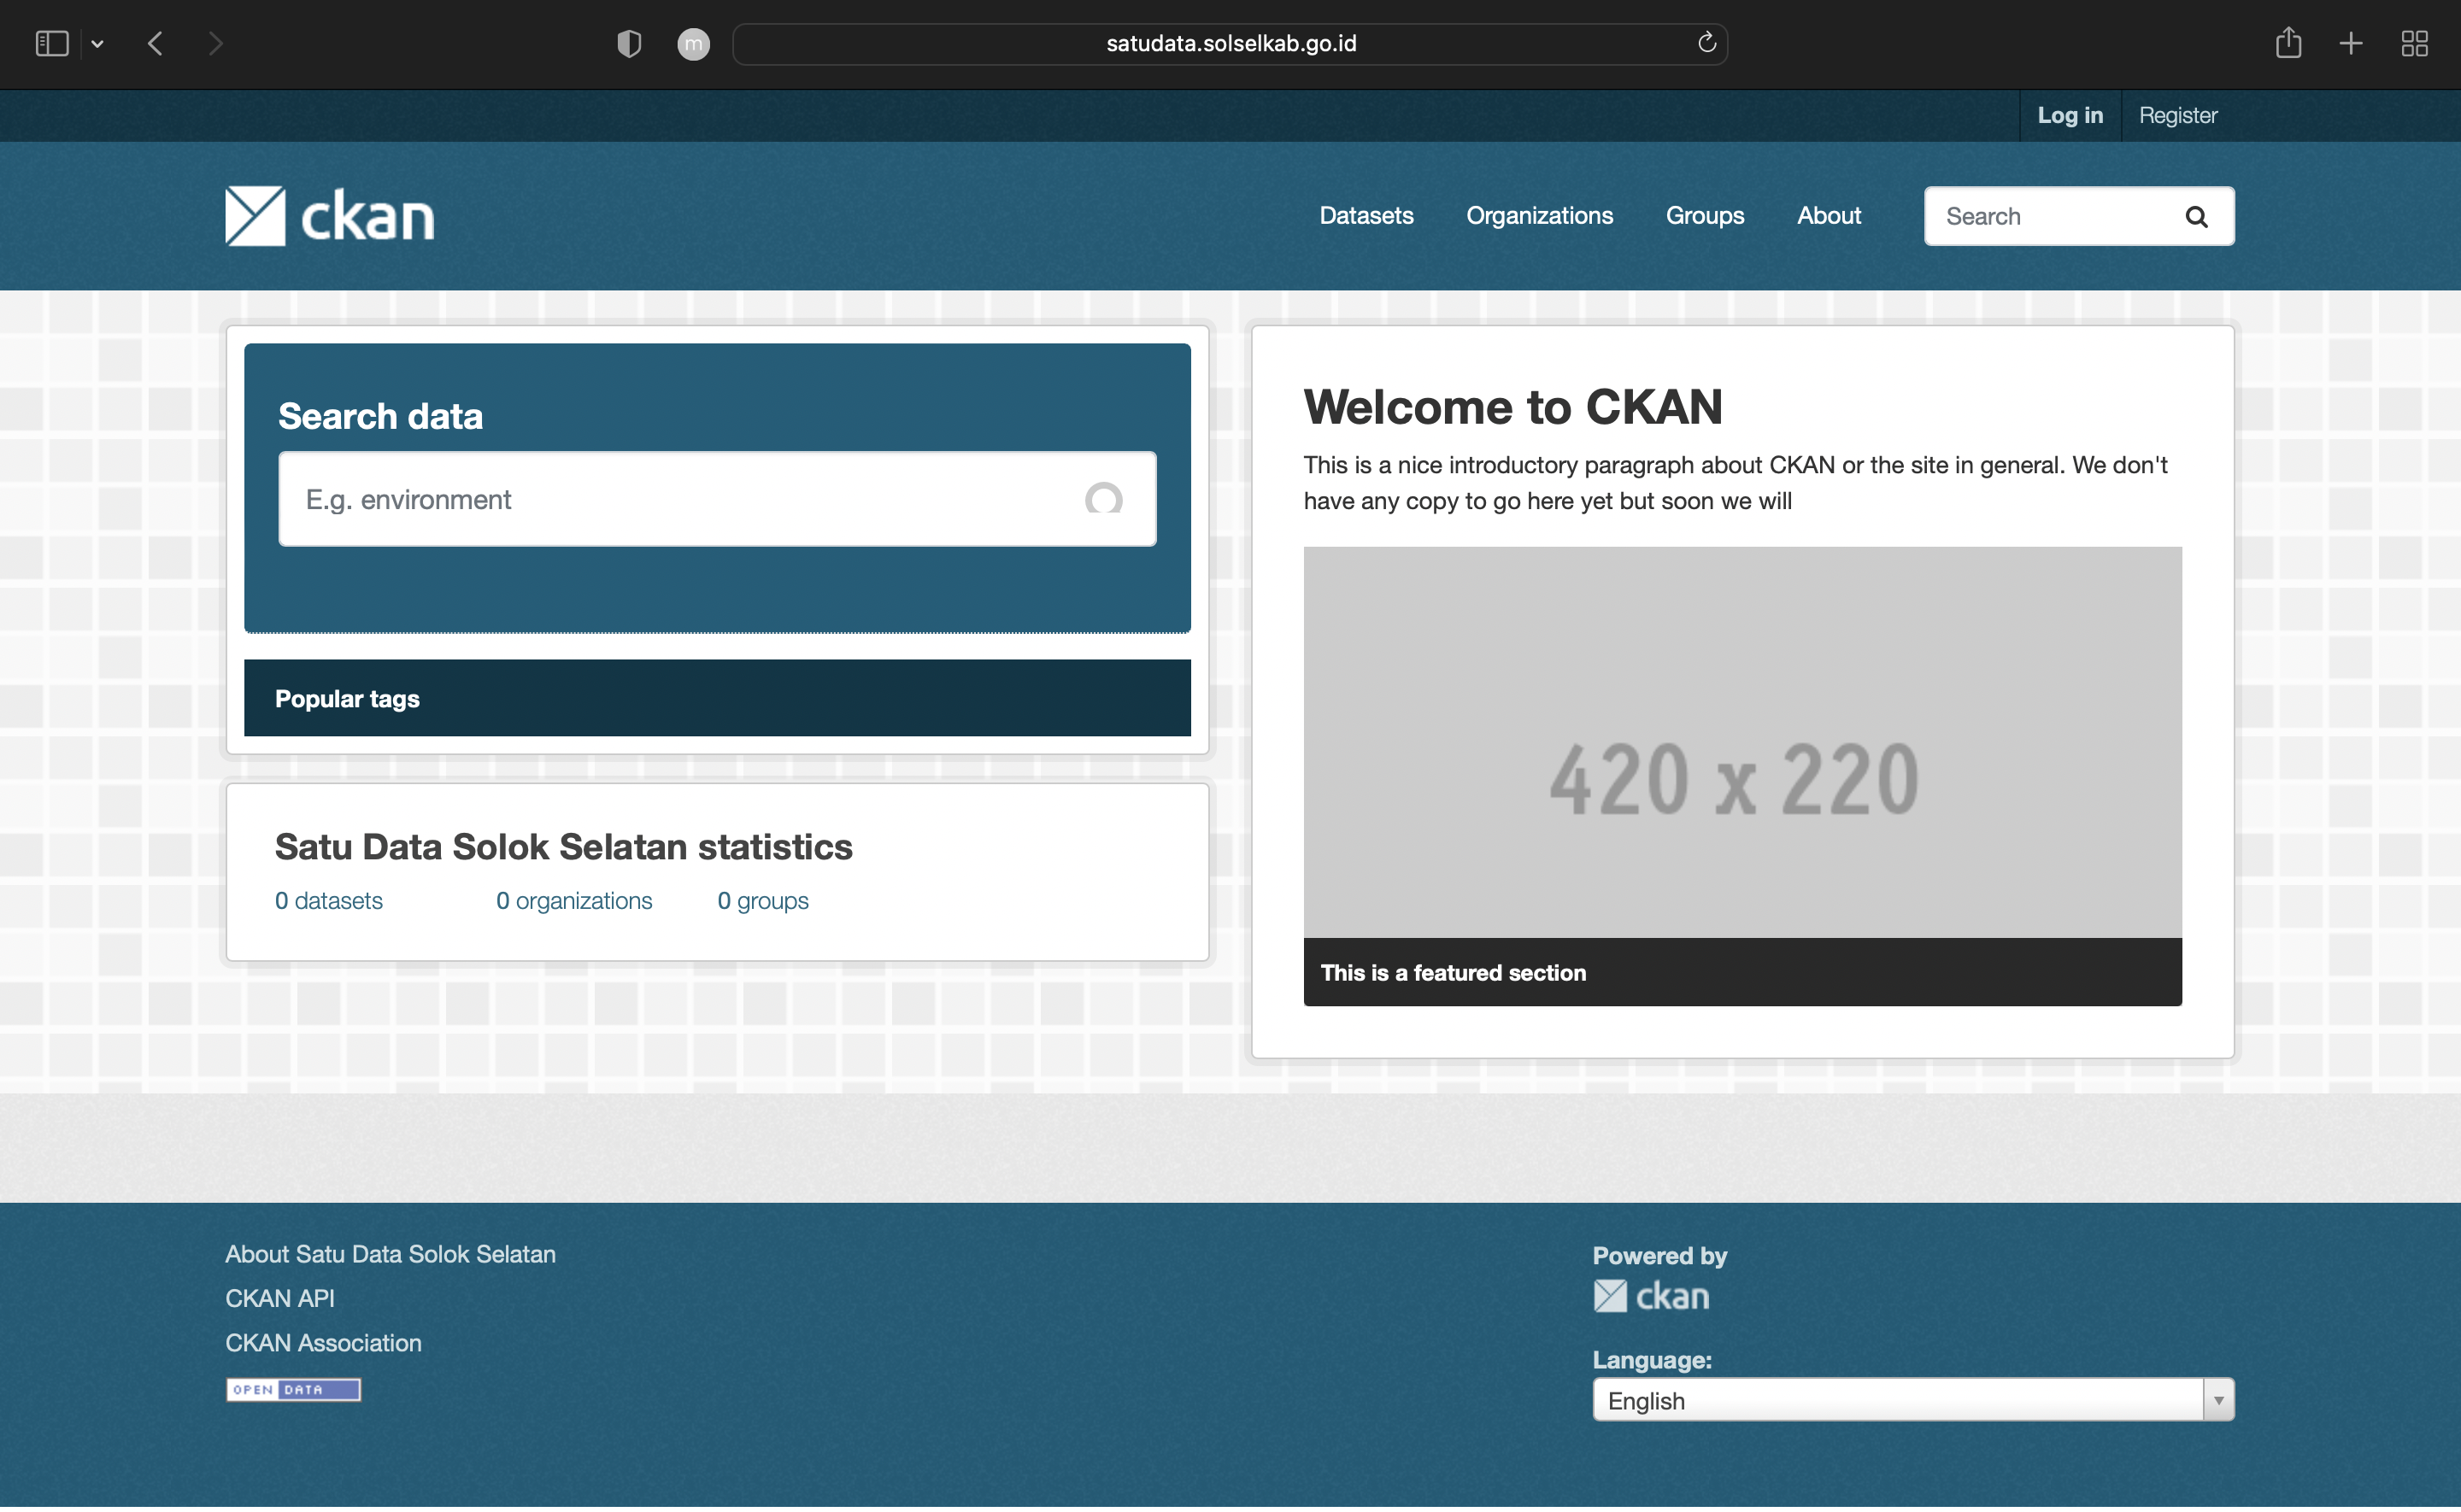 m
satudata.solselkab.go.id
Log in
Register
ckan
Datasets
Organizations
Groups
About
Search
Search data
E.g. environment
Popular tags
Satu Data Solok Selatan statistics
0 datasets
0 organizations
0 groups
Welcome to CKAN
This is a nice introductory paragraph about CKAN or the site in general. We don't
have any copy to go here yet but soon we will
420 x 220
This is a featured section
About Satu Data Solok Selatan
CKAN API
CKAN Association
OPEN DATA
Powered by
ckan
Language:
English